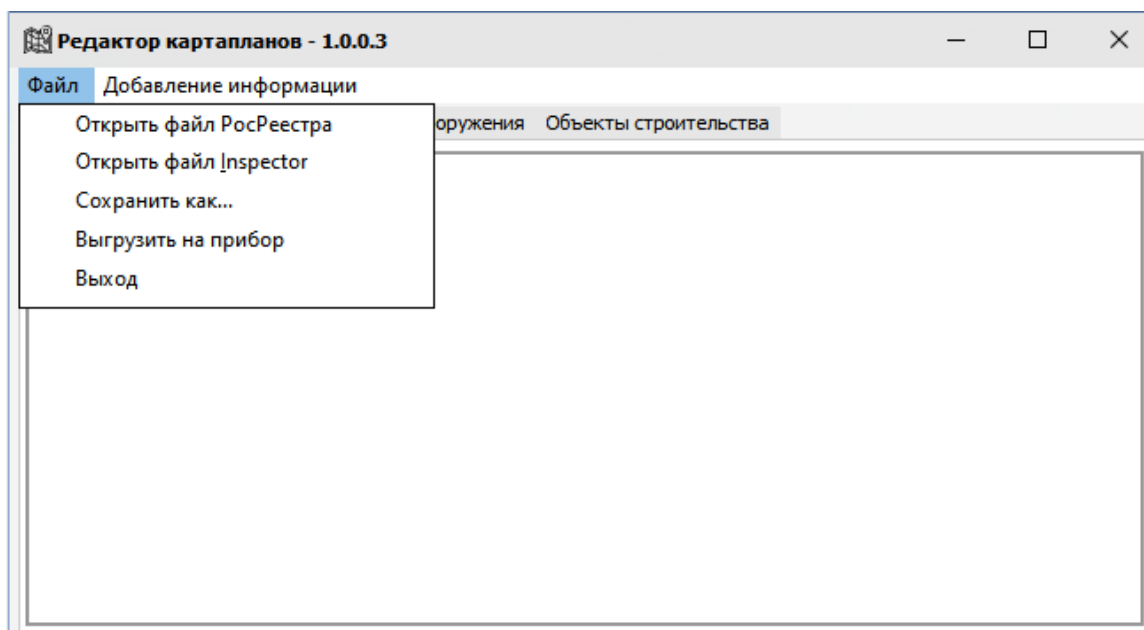 Редактор картапланов - 1.0.0.3
Файл Добавление информации
оружения Объекты строительства
Открыть файл РосРеестра
Открыть файл Inspector
Сохранить как...
Выгрузить на прибор
Выход